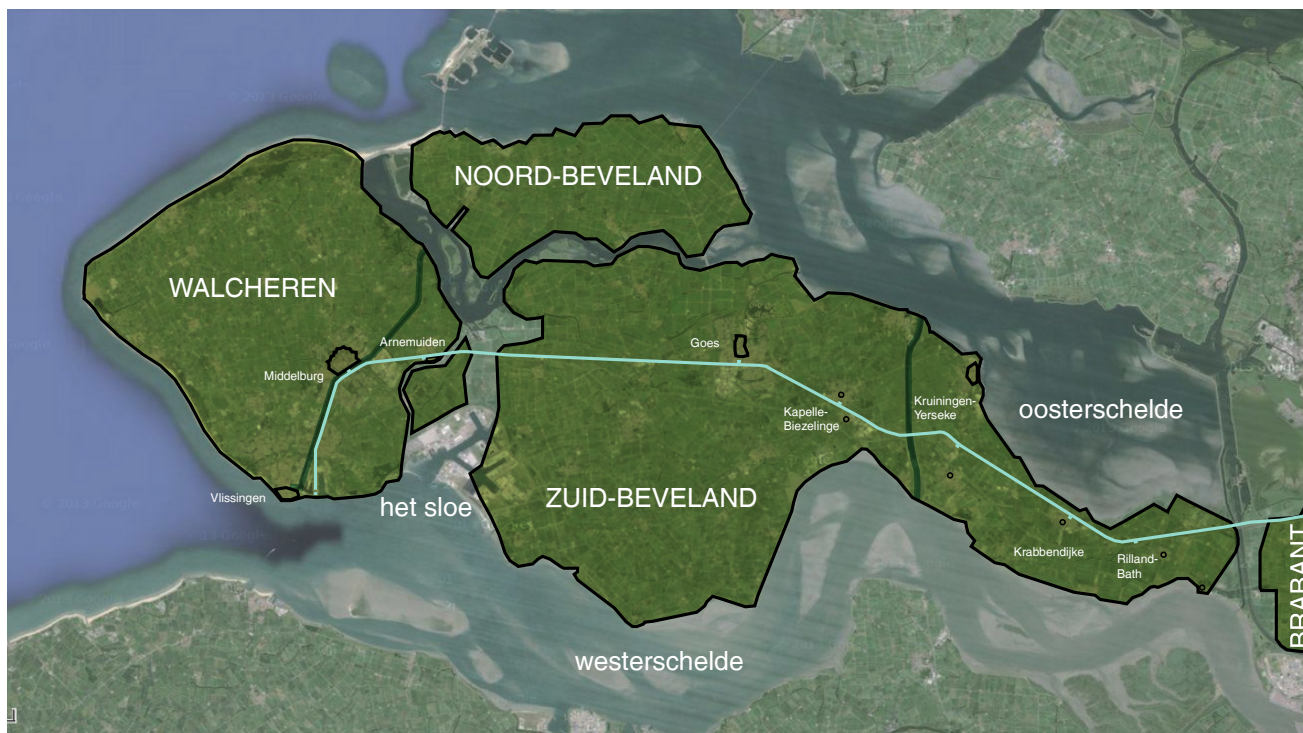 NOORD-BEVELAND
WALCHEREN
Arnemuiden
Goes
Middelburg
Kapelle-
Biezelinge
Kruiningen-
Yerseke
oosterschelde
Vlissingen
het sloe
ZUID-BEVELAND
Krabbendijke
Rilland-
Bath
BRABANT
westerschelde